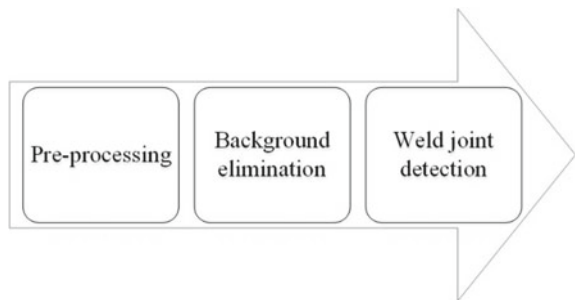 Pre-processing
Background
elimination
Weld joint
detection